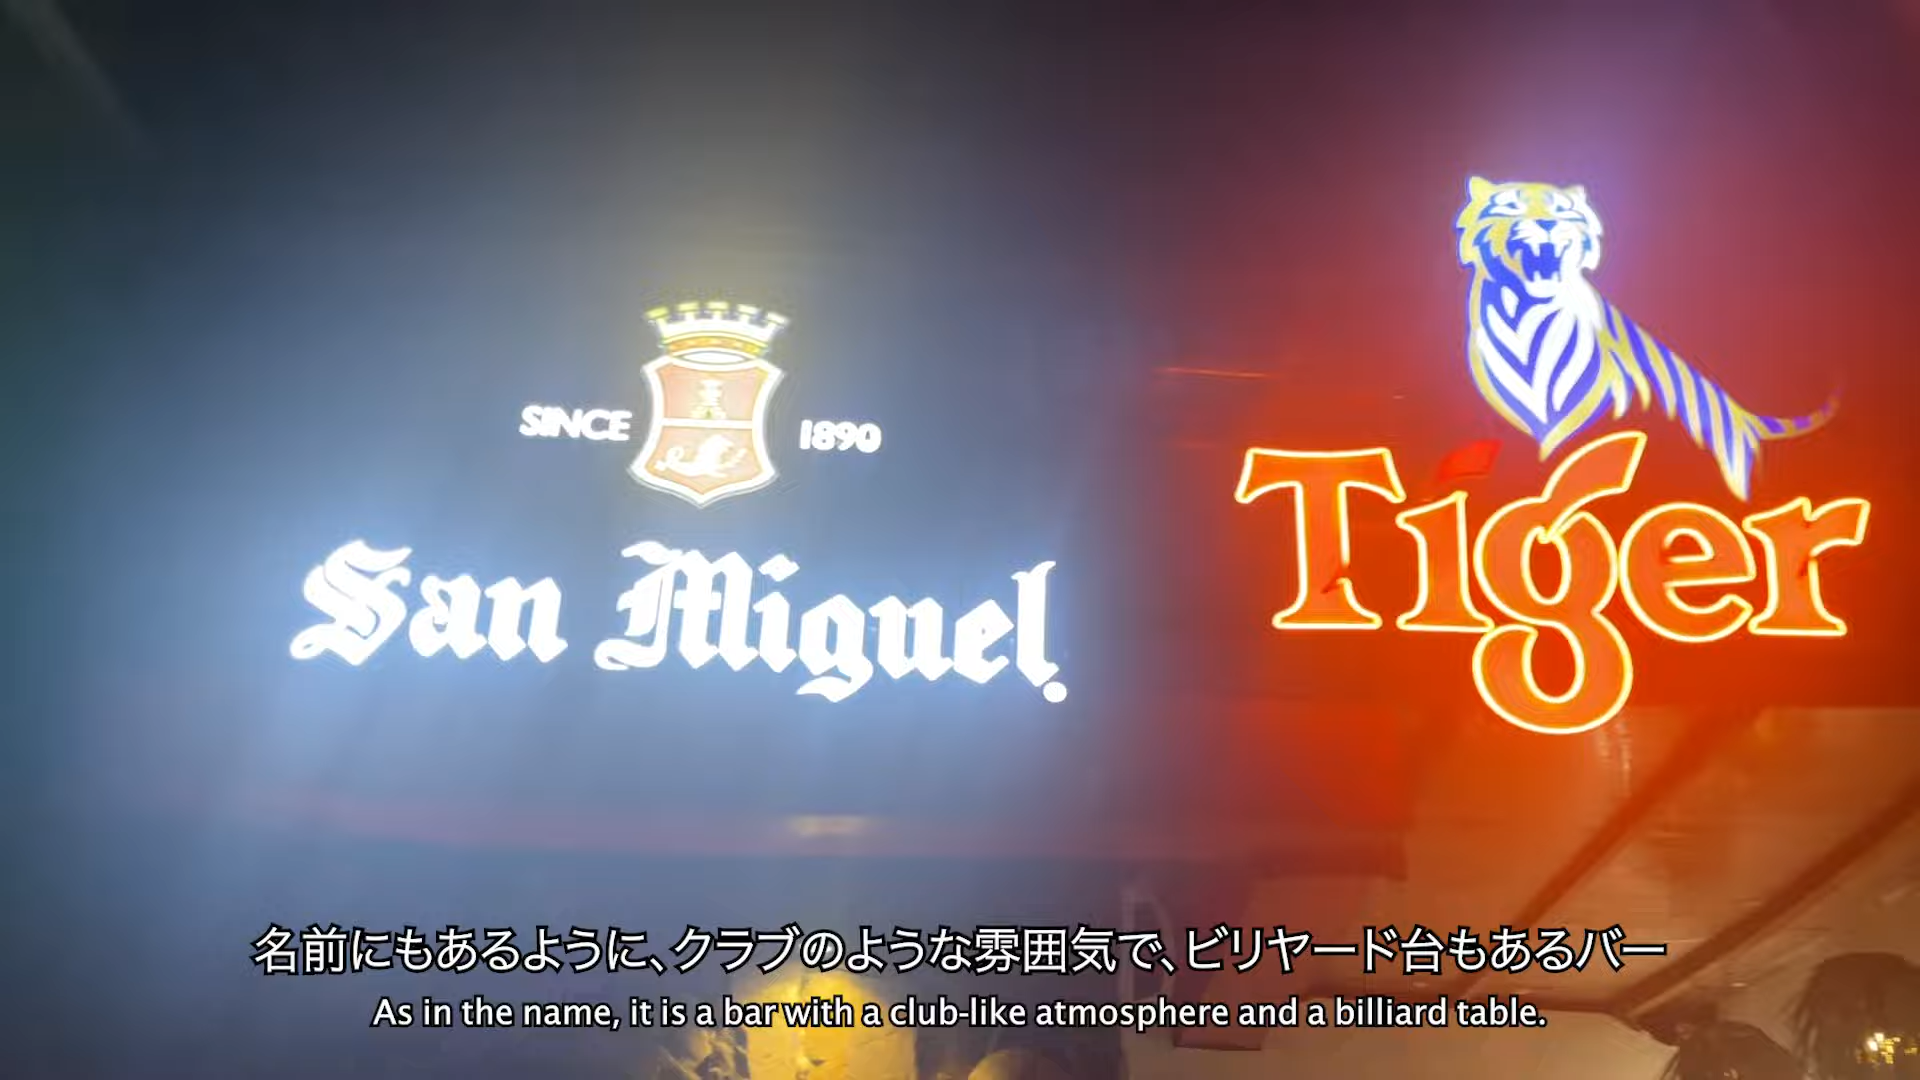 SINCE 1890
San Miguel.
Tiger
名前にもあるように、クラブのような雰囲気で、ビリヤード台もあるバー
As in the name, it is a bar with a club-like atmosphere and a billiard table.